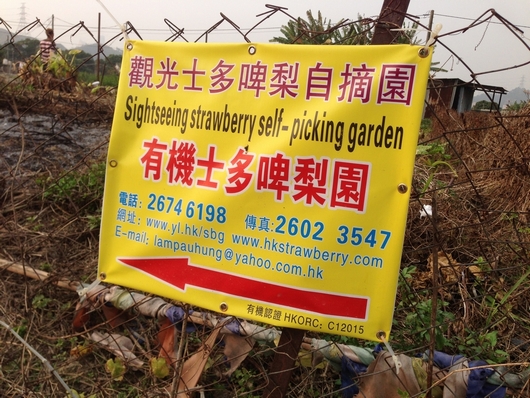 觀光士多啤梨自摘園
Sightseeing strawberry self-picking garden
有機士多啤梨園
電話: 2674 6198 傳真: 2602 3547
網址: www.yl.hk/sbg www.hkstrawberry.com
E-mail: lampauhung@yahoo.com.hk
有機認證 HKORC: C12015